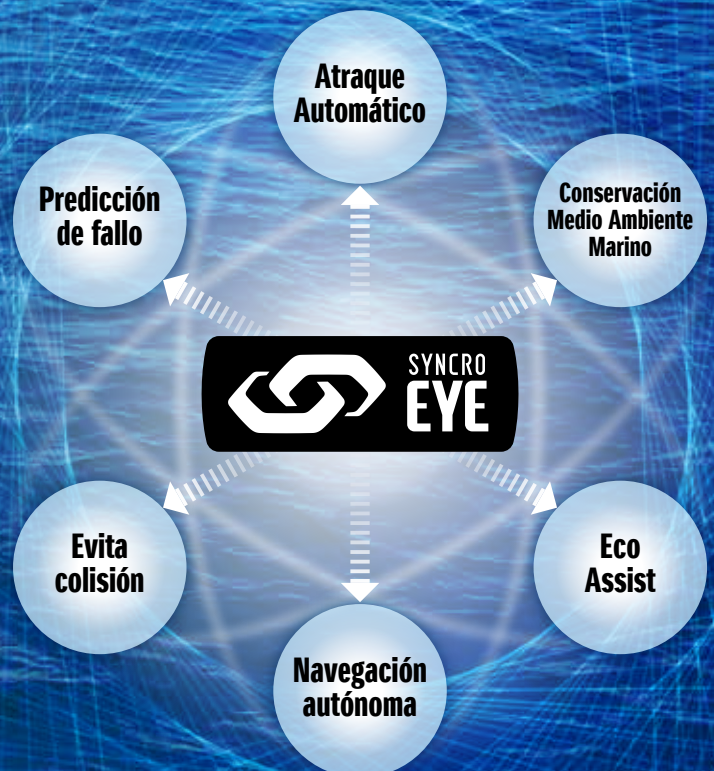 Atraque
Automático
Predicción
de fallo
Conservación
Medio Ambiente
Marino
SYNCRO
EYE
Evita
colisión
Eco
Assist
Navegación
autónoma